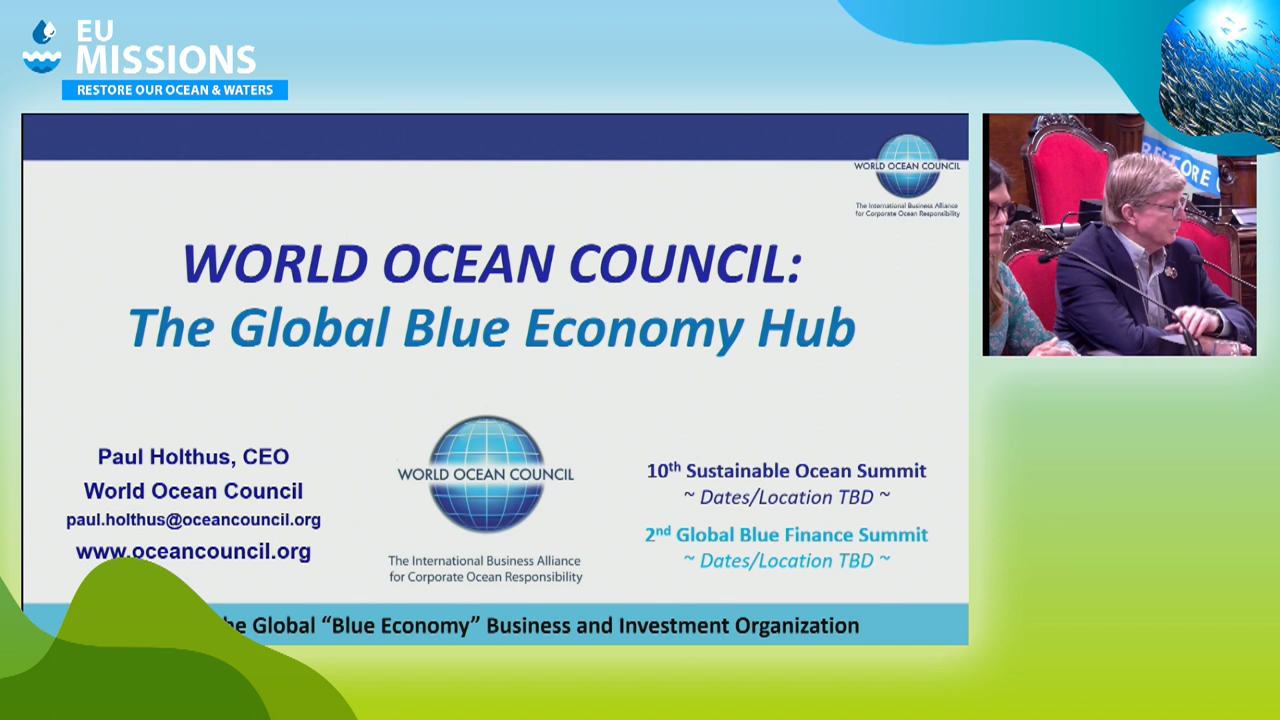 EU
MISSIONS
RESTORE OUR OCEAN & WATERS
WORLD OCEAN COUNCIL
The International Business Alliance
for Corporate Ocean Responsibility
RESTORE
WORLD OCEAN COUNCIL:
The Global Blue Economy Hub
Paul Holthus, CEO
World Ocean Council
paul.holthus@oceancouncil.org
www.oceancouncil.org
WORLD OCEAN COUNCIL
The International Business Alliance
for Corporate Ocean Responsibility
10th Sustainable Ocean Summit
~ Dates/Location TBD ~
2nd Global Blue Finance Summit
~ Dates/Location TBD ~
he Global “Blue Economy” Business and Investment Organization